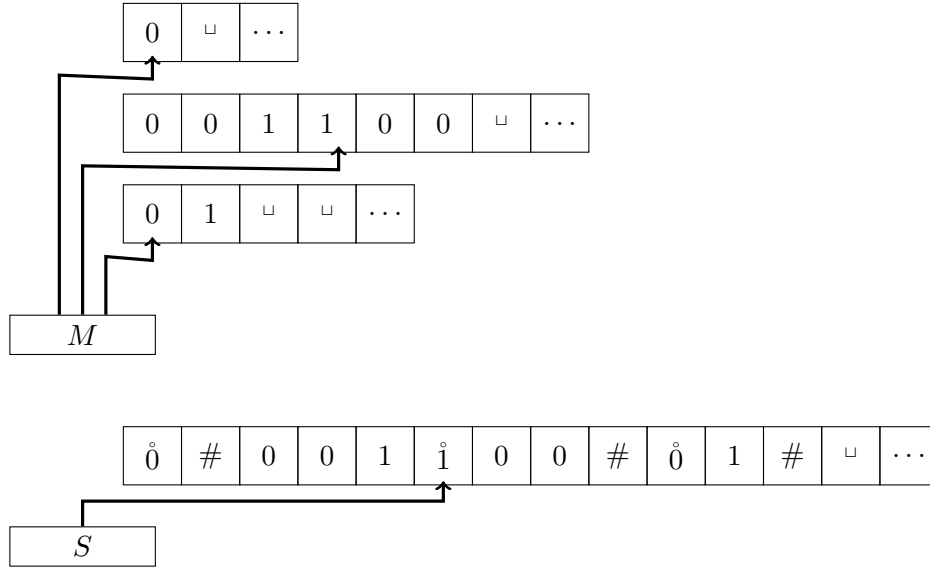 0 ␣ ⋯
0 0 1 1 0 0 ␣ ⋯
0 1 ␣ ␣ ⋯
M
0̊ # 0 0 1 1̊ 0 0 # 0̊ 1 # ␣ ⋯
S